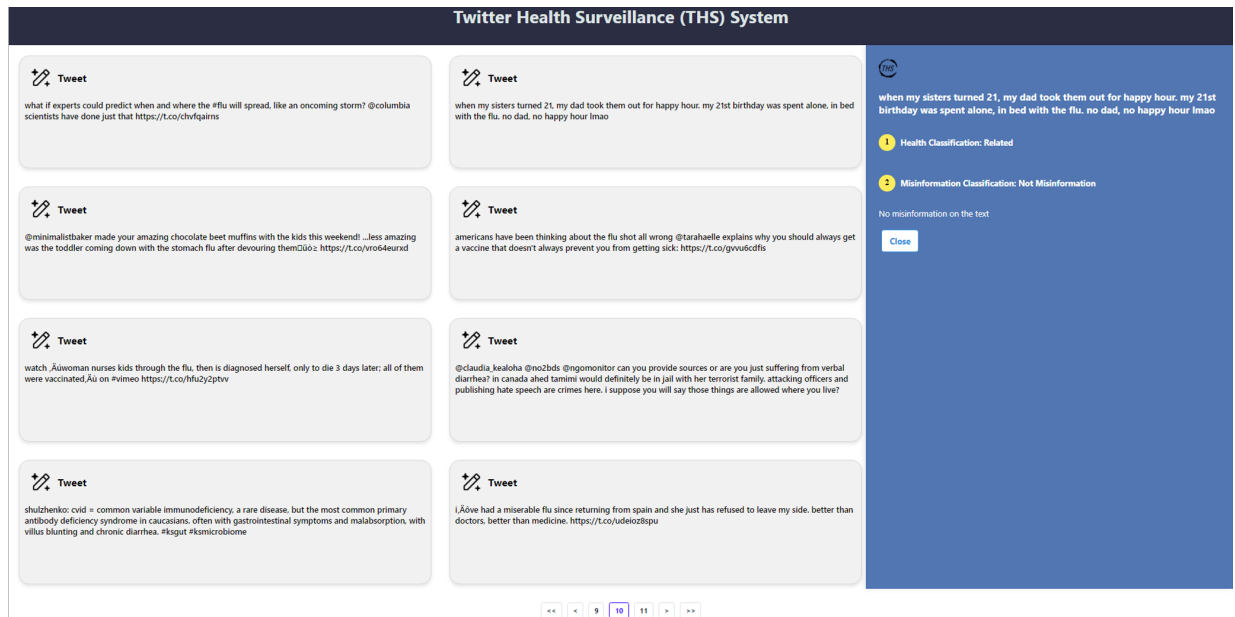 Twitter Health Surveillance (THS) System
Tweet
what if experts could predict when and where the #flu will spread, like an oncoming storm? @columbia
scientists have done just that https://t.co/chvfqairns
Tweet
when my sisters turned 21, my dad took them out for happy hour. my 21st birthday was spent alone, in bed
with the flu. no dad, no happy hour lmao
Tweet
@minimalistbaker made your amazing chocolate beet muffins with the kids this weekend! ...less amazing
was the toddler coming down with the stomach flu after devouring them⊓üò≥ https://t.co/vro64eurxd
Tweet
americans have been thinking about the flu shot all wrong @tarahaelle explains why you should always get
a vaccine that doesn't always prevent you from getting sick: https://t.co/gvvu6cdfis
Tweet
watch ‚Äúwoman nurses kids through the flu, then is diagnosed herself, only to die 3 days later; all of them
were vaccinated‚Äù on #vimeo https://t.co/hfu2y2ptvv
Tweet
@claudia_kealoha @no2bds @ngomonitor can you provide sources or are you just suffering from verbal
diarrhea? in canada ahed tamimi would definitely be in jail with her terrorist family. attacking officers and
publishing hate speech are crimes here. i suppose you will say those things are allowed where you live?
Tweet
shulzhenko: cvid = common variable immunodeficiency, a rare disease, but the most common primary
antibody deficiency syndrome in caucasians. often with gastrointestinal symptoms and malabsorption, with
villus blunting and chronic diarrhea. #ksgut #ksmicrobiome
Tweet
i‚Äôve had a miserable flu since returning from spain and she just has refused to leave my side. better than
doctors, better than medicine. https://t.co/udeioz8spu
THS
when my sisters turned 21, my dad took them out for happy hour. my 21st
birthday was spent alone, in bed with the flu. no dad, no happy hour lmao
1 Health Classification: Related
2 Misinformation Classification: Not Misinformation
No misinformation on the text
Close
<< < 9 10 11 > >>